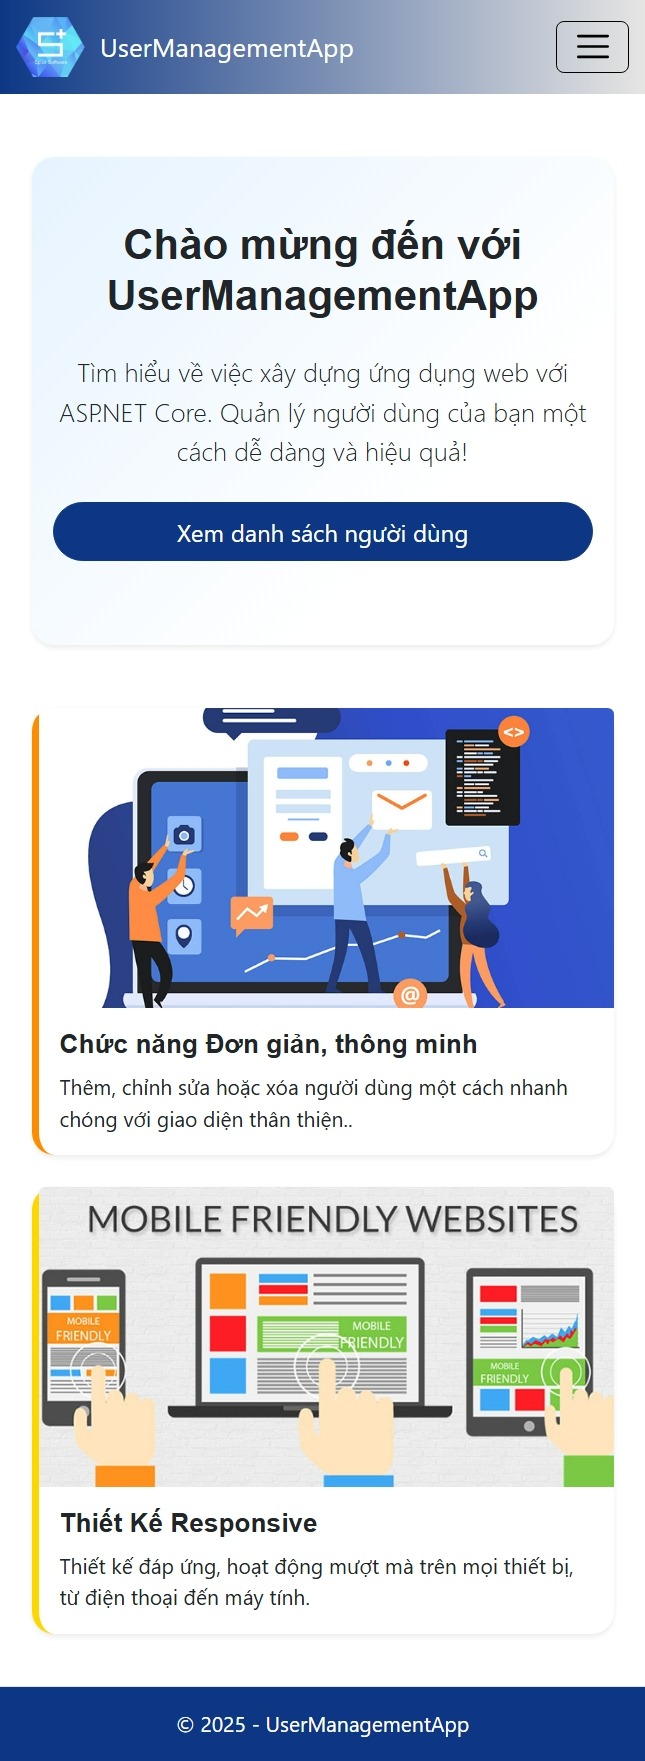 S+
UserManagementApp
Chào mừng đến với
UserManagementApp
Tìm hiểu về việc xây dựng ứng dụng web với
ASP.NET Core. Quản lý người dùng của bạn một
cách dễ dàng và hiệu quả!
Xem danh sách người dùng
<>
@
Chức năng Đơn giản, thông minh
Thêm, chỉnh sửa hoặc xóa người dùng một cách nhanh
chóng với giao diện thân thiện..
MOBILE FRIENDLY WEBSITES
MOBILE
FRIENDLY
MOBILE
FRIENDLY
MOBILE
FRIENDLY
Thiết Kế Responsive
Thiết kế đáp ứng, hoạt động mượt mà trên mọi thiết bị,
từ điện thoại đến máy tính.
© 2025 - UserManagementApp